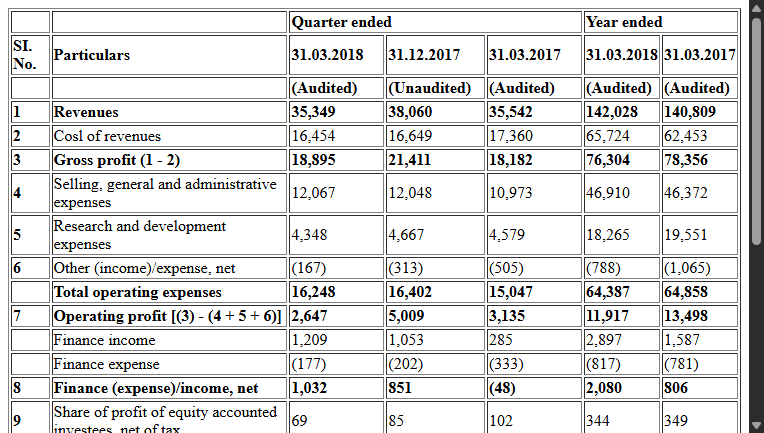 Quarter ended Year ended
SI. No. Particulars 31.03.2018 31.12.2017 31.03.2017 31.03.2018 31.03.2017
(Audited) (Unaudited) (Audited) (Audited) (Audited)
1 Revenues 35,349 38,060 35,542 142,028 140,809
2 Cosl of revenues 16,454 16,649 17,360 65,724 62,453
3 Gross profit (1 - 2) 18,895 21,411 18,182 76,304 78,356
4 Selling, general and administrative expenses 12,067 12,048 10,973 46,910 46,372
5 Research and development expenses 4,348 4,667 4,579 18,265 19,551
6 Other (income)/expense, net (167) (313) (505) (788) (1,065)
Total operating expenses 16,248 16,402 15,047 64,387 64,858
7 Operating profit [(3) - (4 + 5 + 6)] 2,647 5,009 3,135 11,917 13,498
Finance income 1,209 1,053 285 2,897 1,587
Finance expense (177) (202) (333) (817) (781)
8 Finance (expense)/income, net 1,032 851 (48) 2,080 806
9 Share of profit of equity accounted investees, net of tax 69 85 102 344 349